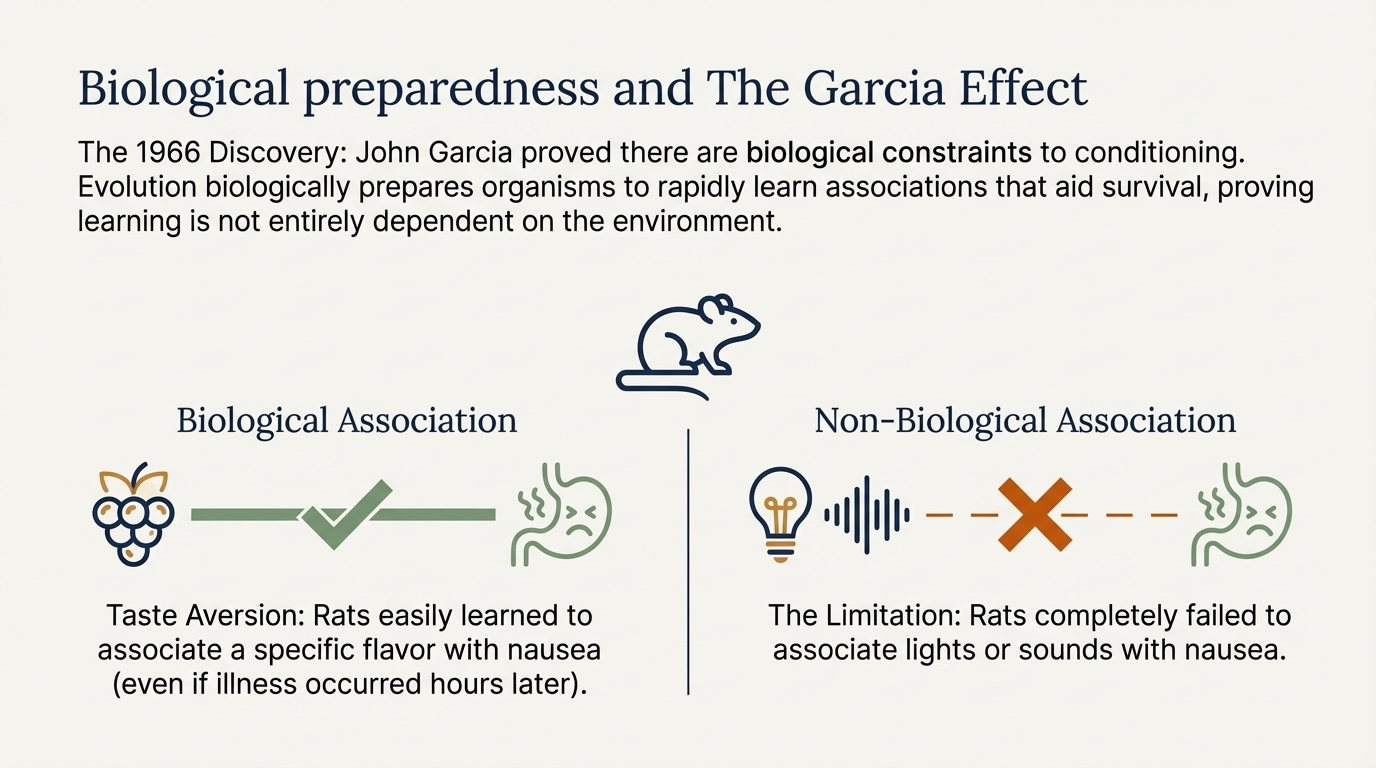 Biological preparedness and The Garcia Effect
The 1966 Discovery: John Garcia proved there are biological constraints to conditioning.
Evolution biologically prepares organisms to rapidly learn associations that aid survival, proving
learning is not entirely dependent on the environment.
Biological Association
Taste Aversion: Rats easily learned to
associate a specific flavor with nausea
(even if illness occurred hours later).
Non-Biological Association
The Limitation: Rats completely failed to
associate lights or sounds with nausea.